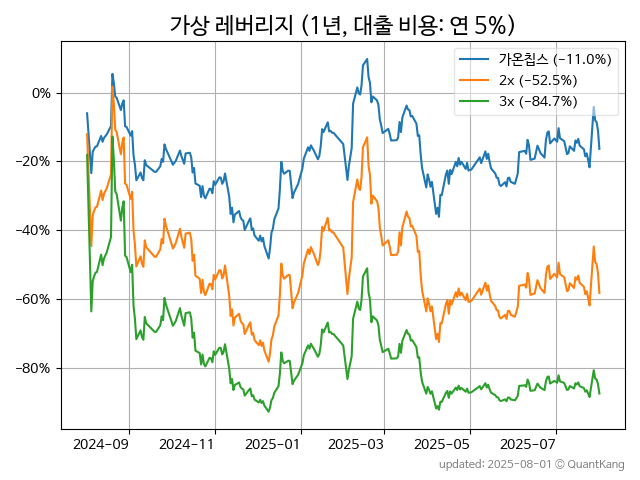 가상 레버리지 (1년, 대출 비용: 연 5%)
가온칩스 (−11.0%)
2x (−52.5%)
3x (−84.7%)
0%
−20%
−40%
−60%
−80%
2024-09 2024-11 2025-01 2025-03 2025-05 2025-07
updated: 2025-08-01 © QuantKang